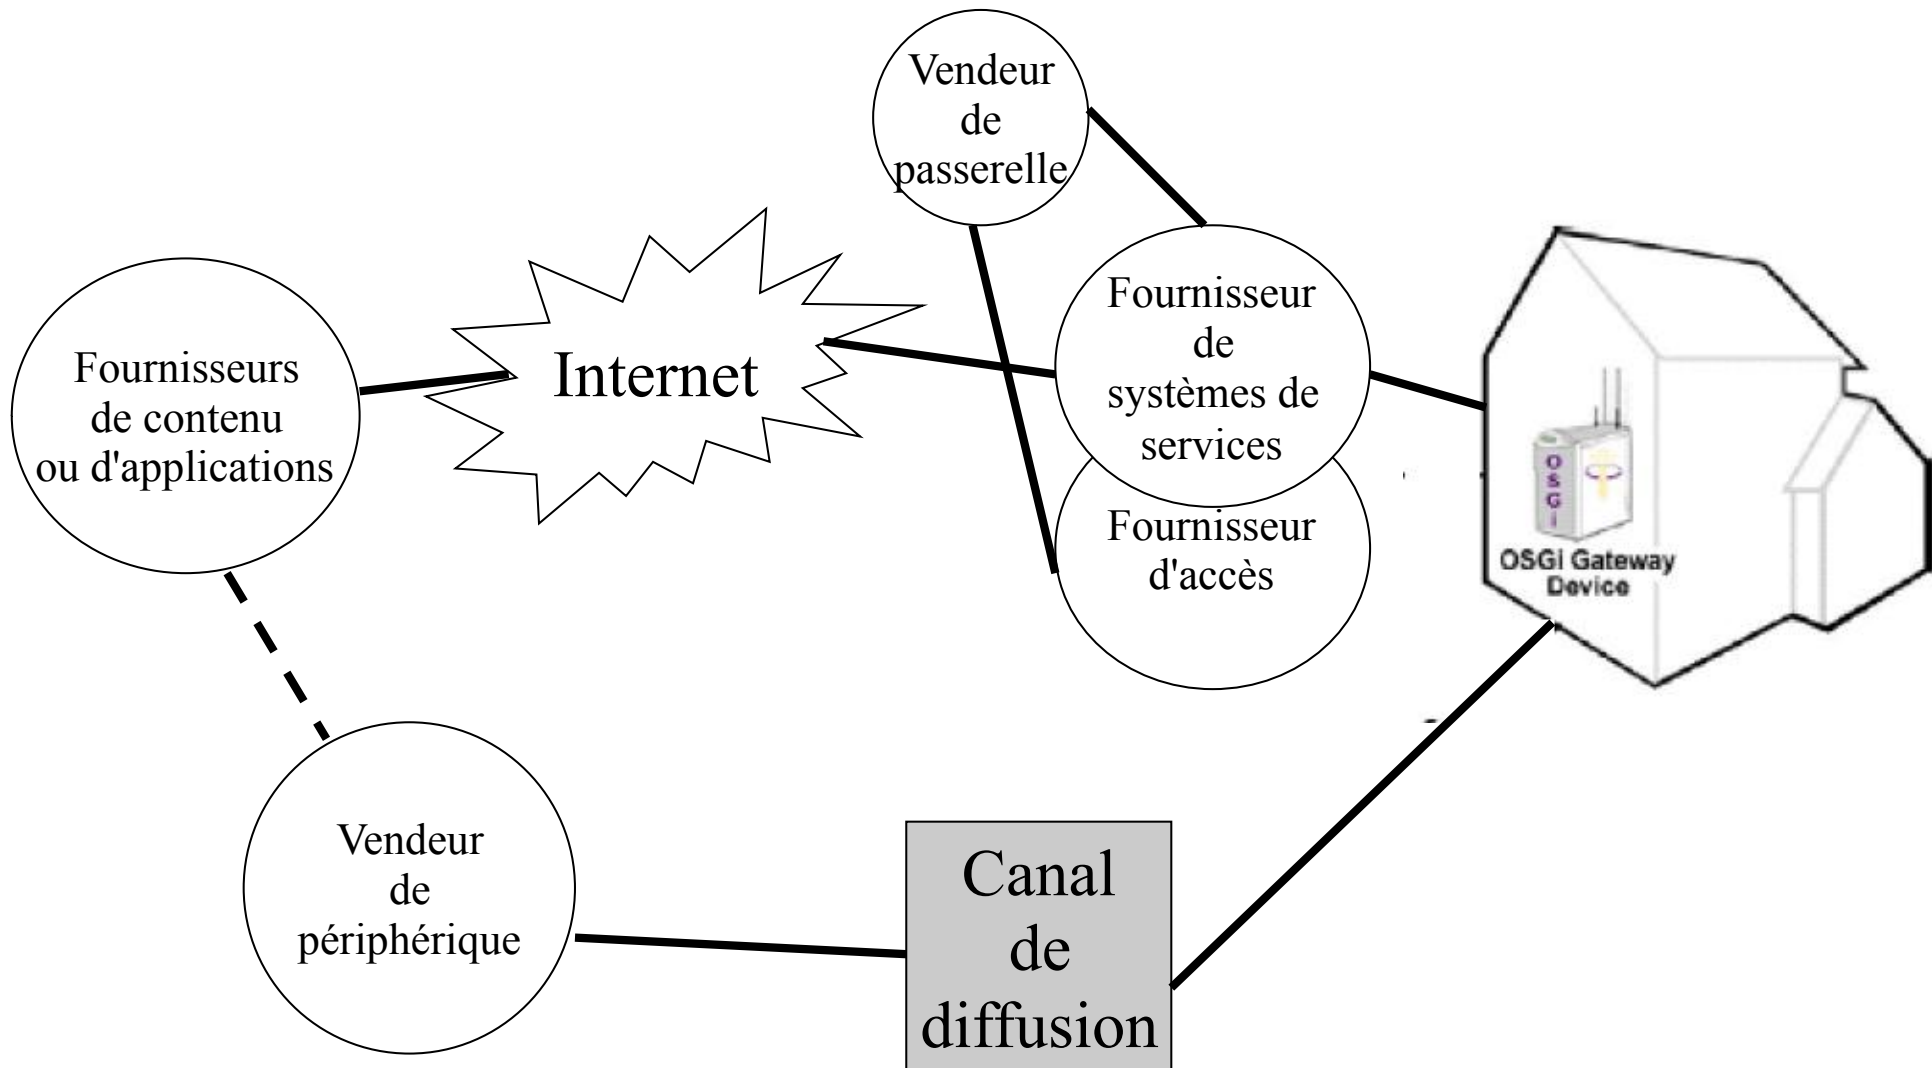 Vendeur
de
passerelle
Fournisseurs
de contenu
ou d'applications
Internet
Fournisseur
de
systèmes de
services
Fournisseur
d'accès
OSGi
OSGi Gateway
Device
Vendeur
de
périphérique
Canal
de
diffusion